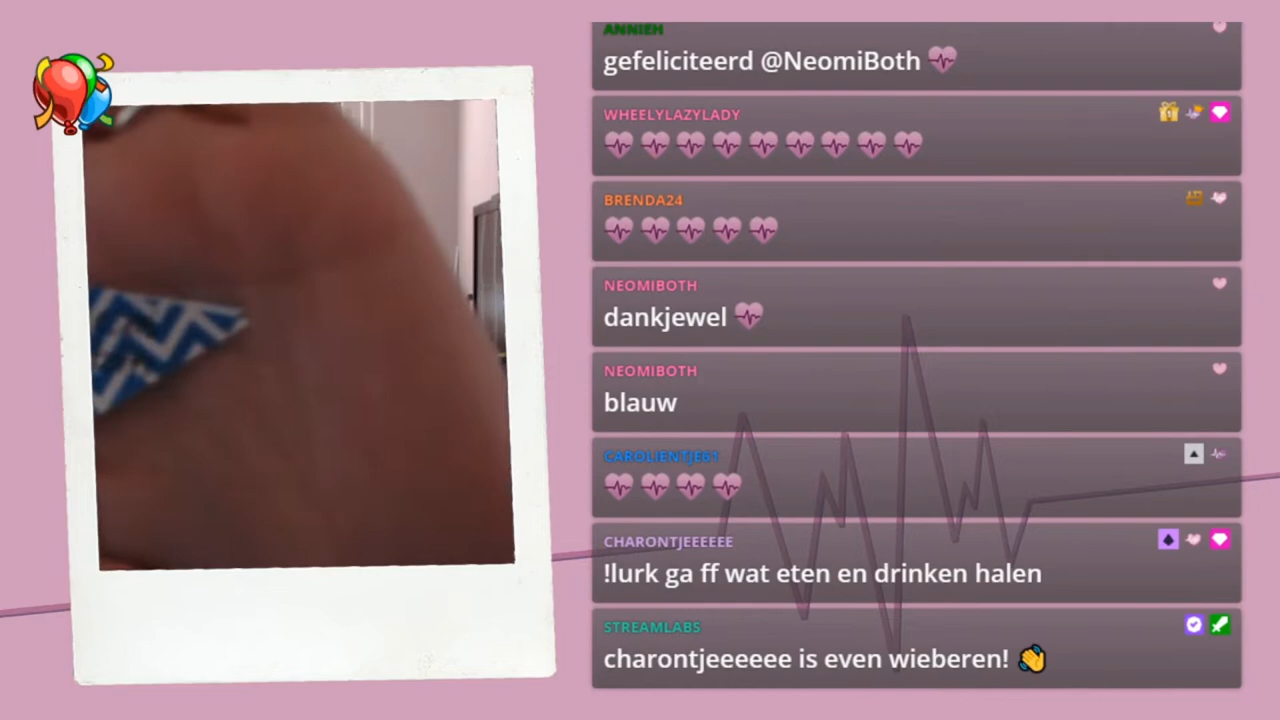 ANNIEH
gefeliciteerd @NeomiBoth
WHEELYLAZYLADY
BRENDA24
NEOMIBOTH
dankjewel
NEOMIBOTH
blauw
CAROLIENTJE61
CHARONTJEEEEEE
!lurk ga ff wat eten en drinken halen
STREAMLABS
charontjeeeeee is even wieberen! 👋